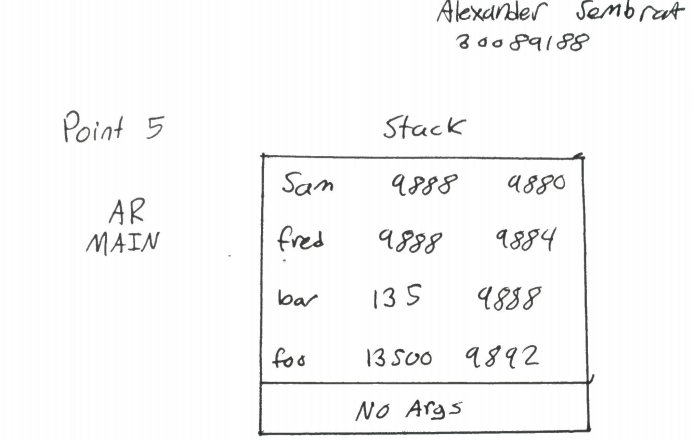 Alexander Sembrat
30089188
Point 5
Stack
AR
MAIN
Sam 9888 9880
fred 9888 9884
bar 135 9888
foo 13500 9892
No Args